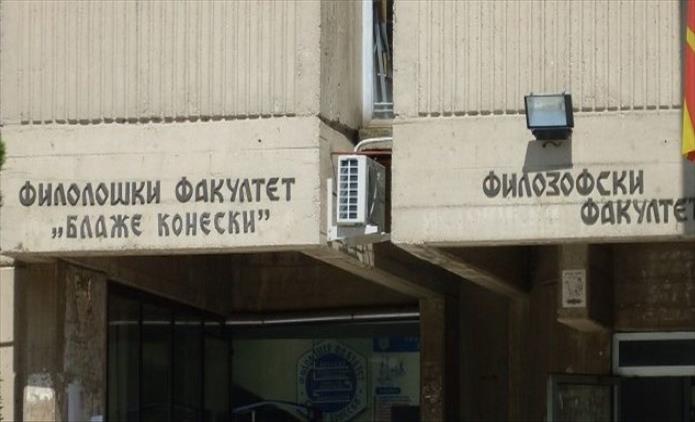 ФИЛОЛОШКИ ФАКУЛТЕТ
„БЛАЖЕ КОНЕСКИ”
ФИЛОЗОФСКИ
ФАКУЛТЕТ